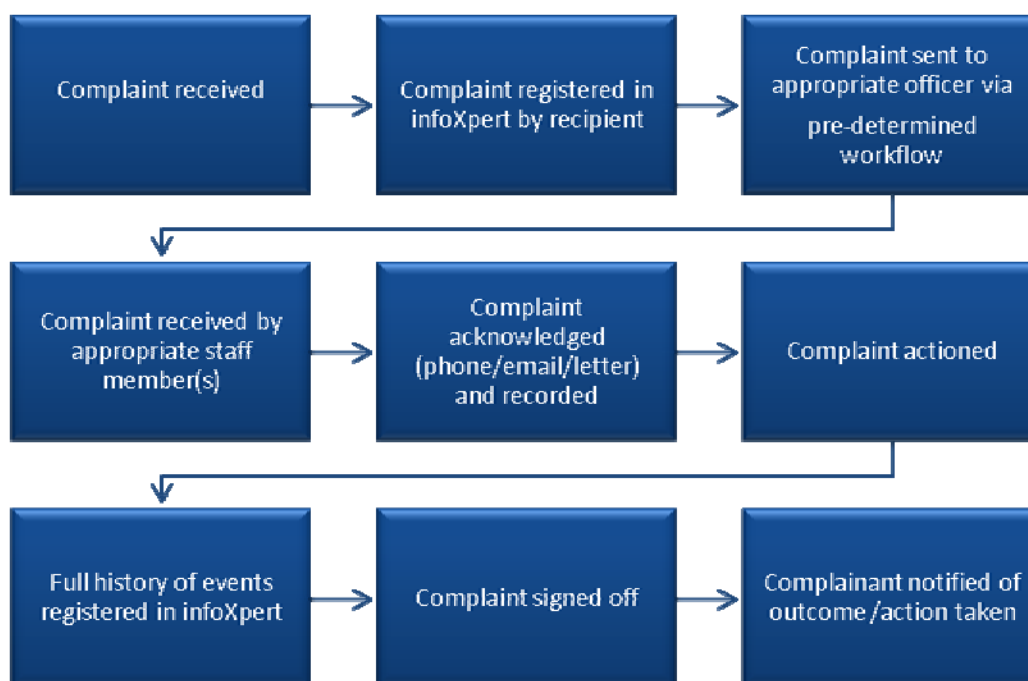 Complaint received
Complaint registered in
infoXpert by recipient
Complaint sent to
appropriate officer via
pre-determined
workflow
Complaint received by
appropriate staff
member(s)
Complaint
acknowledged
(phone/email/letter)
and recorded
Complaint actioned
Full history of events
registered in infoXpert
Complaint signed off
Complainant notified of
outcome/action taken